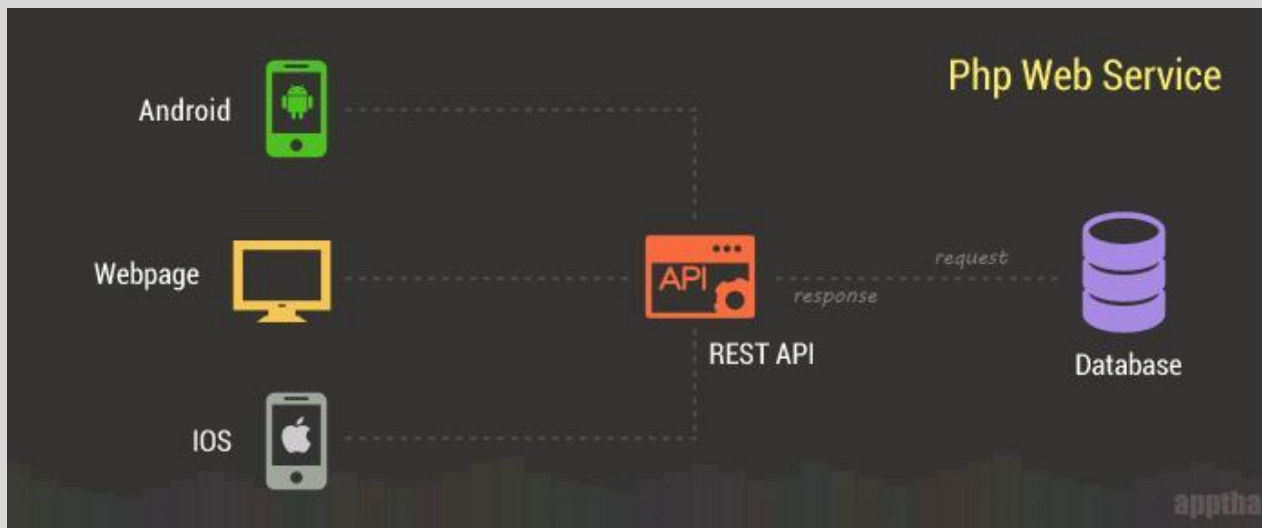 Php Web Service
Android
Webpage
IOS
API
REST API
request
response
Database
apptha